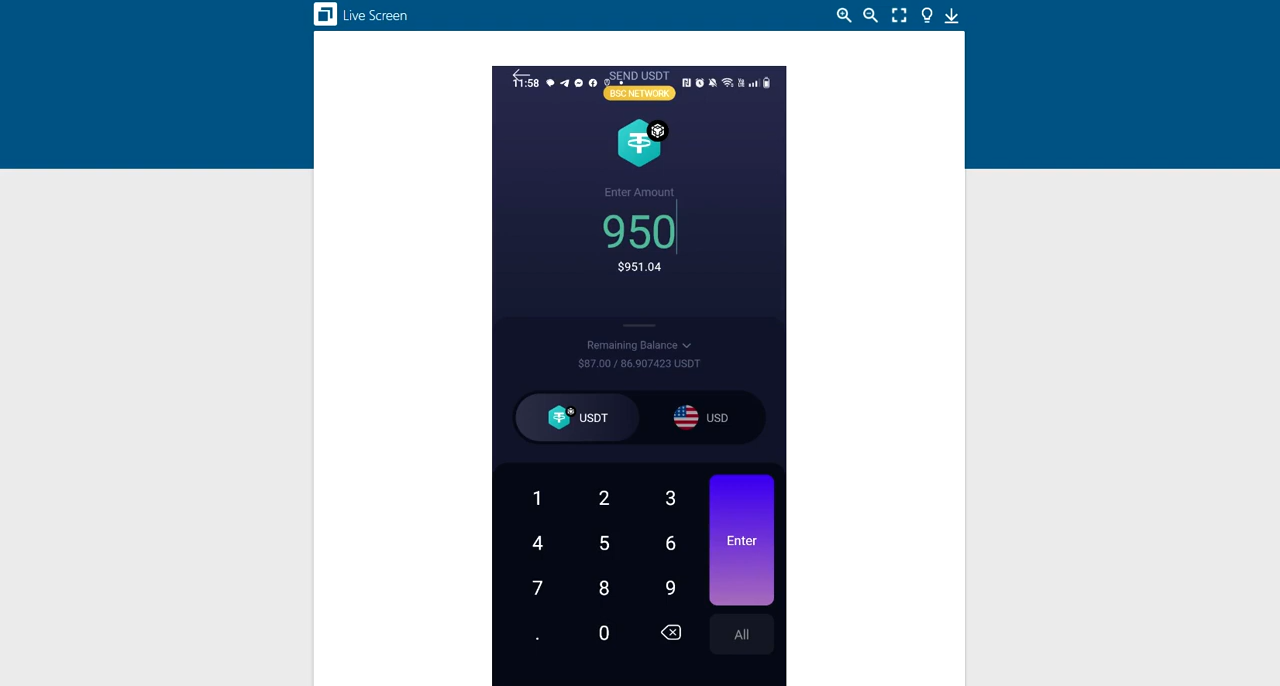 Live Screen
SEND USDT
11:58
BSC NETWORK
Enter Amount
950
$951.04
Remaining Balance
$87.00 / 86.907423 USDT
USDT
USD
1 2 3
4 5 6
Enter
7 8 9
. 0
All